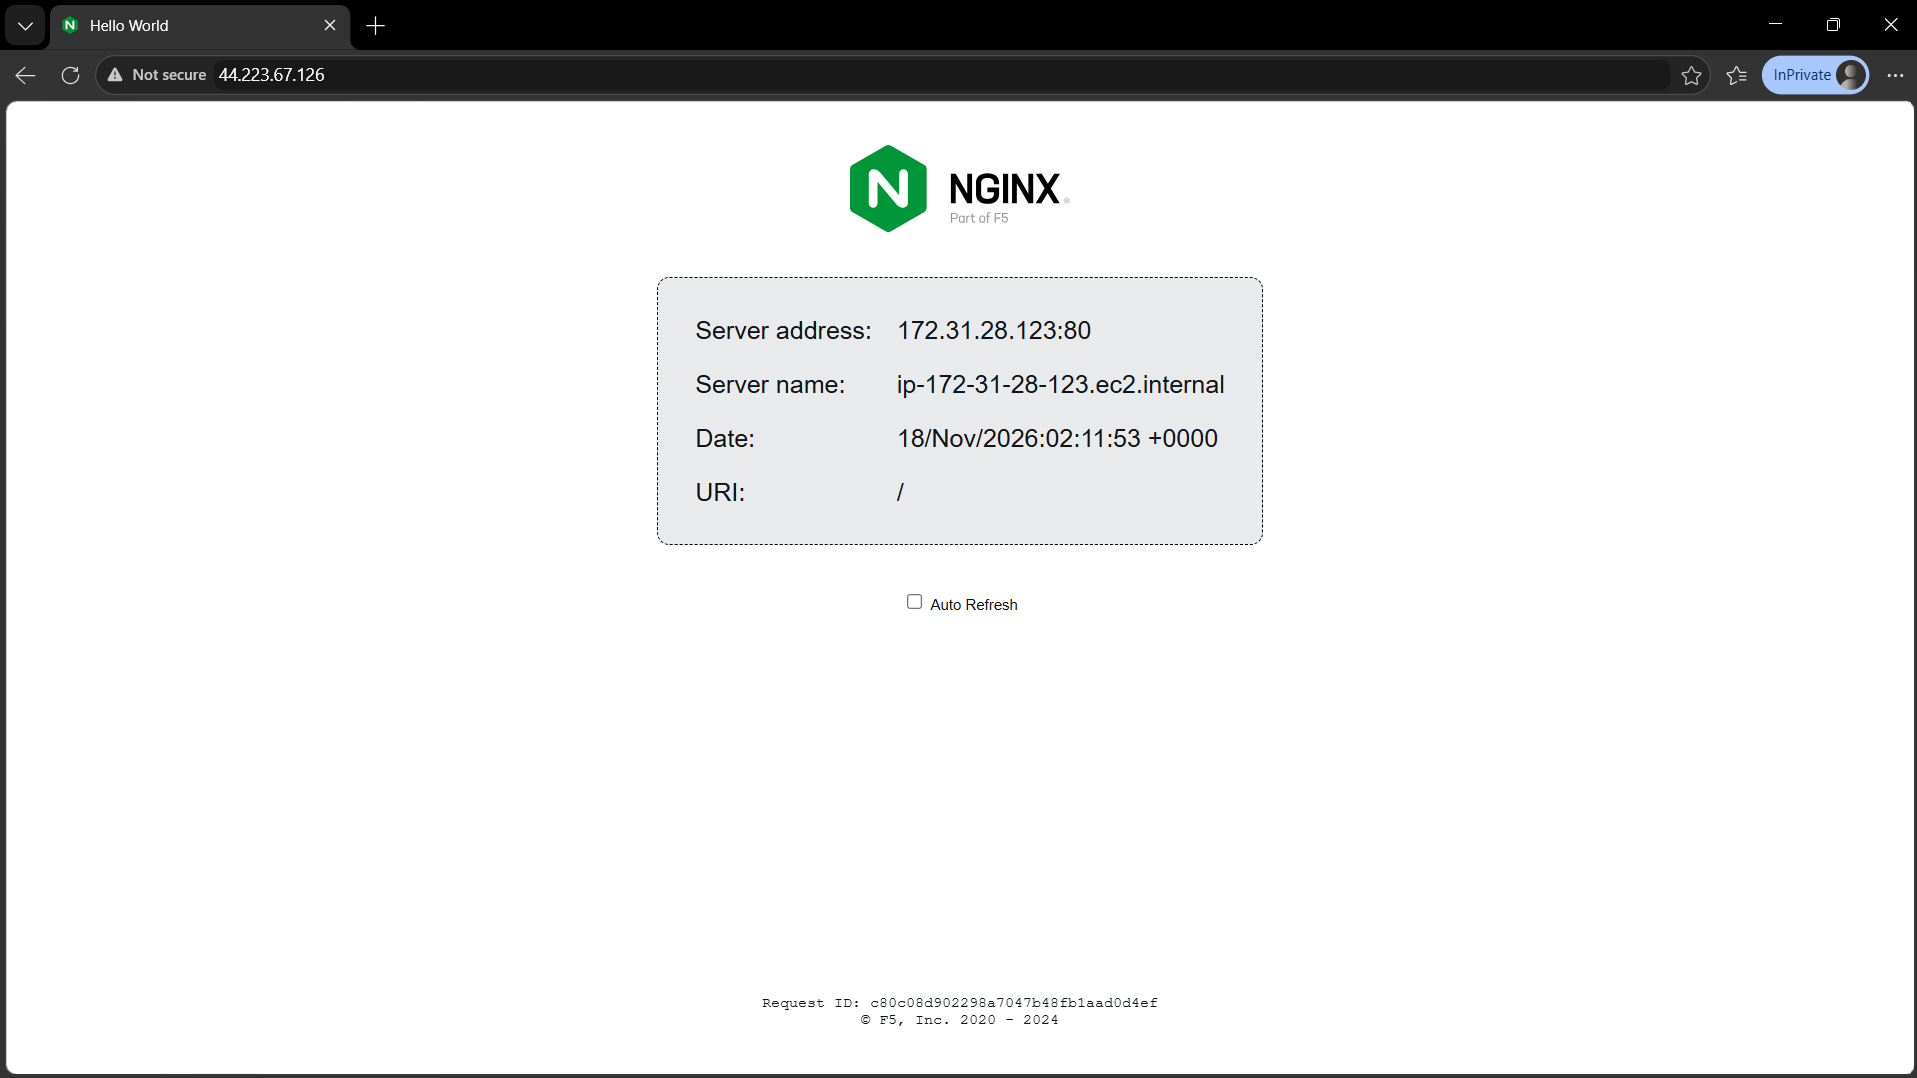 Hello World
Not secure 44.223.67.126 InPrivate
N NGINX®
Part of F5
Server address: 172.31.28.123:80
Server name: ip-172-31-28-123.ec2.internal
Date: 18/Nov/2026:02:11:53 +0000
URI: /
Auto Refresh
Request ID: c80c08d902298a7047b48fb1aad0d4ef
© F5, Inc. 2020 - 2024